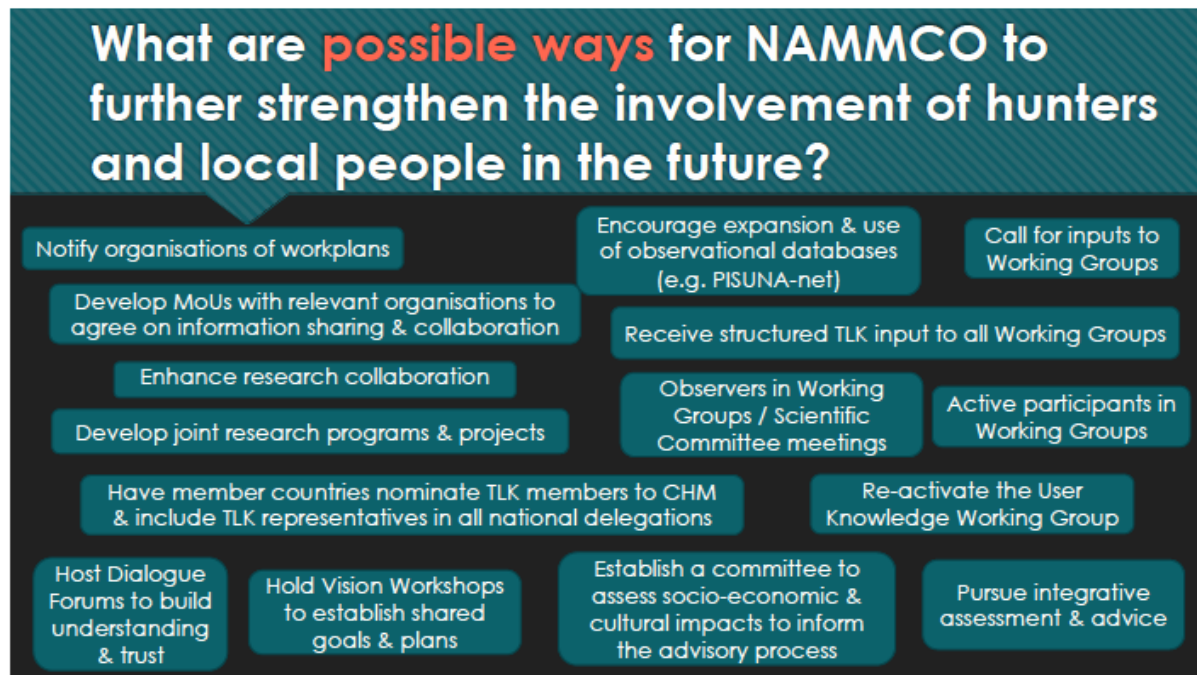 What are possible ways for NAMMCO to
further strengthen the involvement of hunters
and local people in the future?
Notify organisations of workplans
Encourage expansion & use
of observational databases
(e.g. PISUNA-net)
Call for inputs to
Working Groups
Develop MoUs with relevant organisations to
agree on information sharing & collaboration
Receive structured TLK input to all Working Groups
Enhance research collaboration
Observers in Working
Groups / Scientific
Committee meetings
Active participants in
Working Groups
Develop joint research programs & projects
Have member countries nominate TLK members to CHM
& include TLK representatives in all national delegations
Re-activate the User
Knowledge Working Group
Host Dialogue
Forums to build
understanding
& trust
Hold Vision Workshops
to establish shared
goals & plans
Establish a committee to
assess socio-economic &
cultural impacts to inform
the advisory process
Pursue integrative
assessment & advice